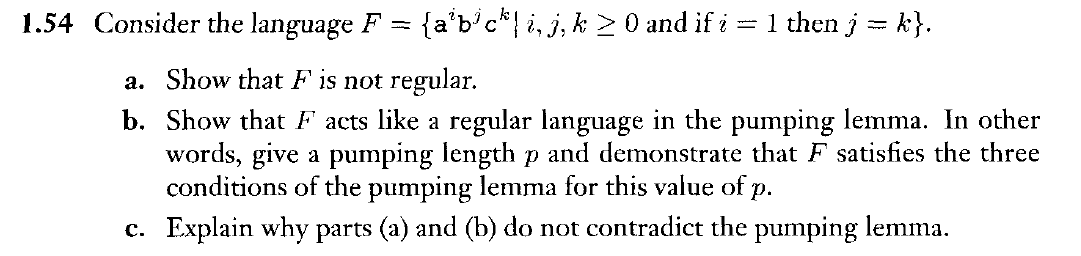 1.54 Consider the language F = {aⁱbʲcᵏ| i, j, k ≥ 0 and if i = 1 then j = k}.
a. Show that F is not regular.
b. Show that F acts like a regular language in the pumping lemma. In other
words, give a pumping length p and demonstrate that F satisfies the three
conditions of the pumping lemma for this value of p.
c. Explain why parts (a) and (b) do not contradict the pumping lemma.